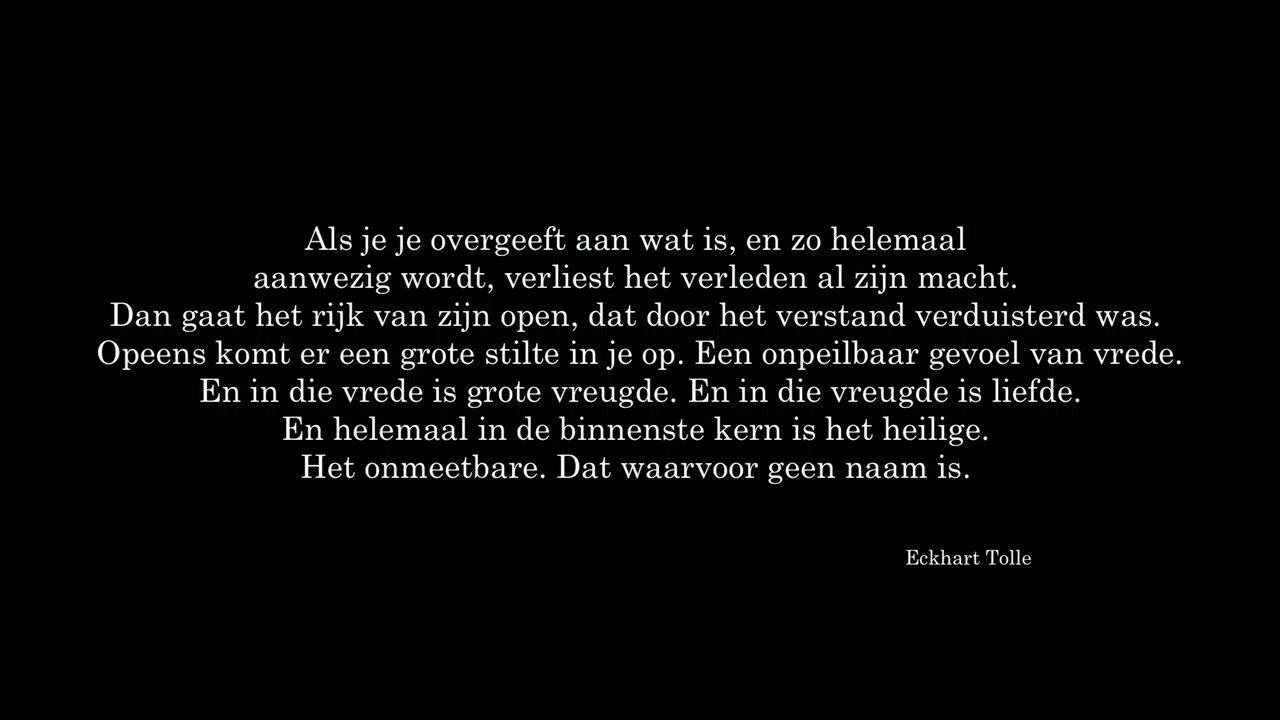 Als je je overgeeft aan wat is, en zo helemaal
aanwezig wordt, verliest het verleden al zijn macht.
Dan gaat het rijk van zijn open, dat door het verstand verduisterd was.
Opeens komt er een grote stilte in je op. Een onpeilbaar gevoel van vrede.
En in die vrede is grote vreugde. En in die vreugde is liefde.
En helemaal in de binnenste kern is het heilige.
Het onmeetbare. Dat waarvoor geen naam is.
Eckhart Tolle